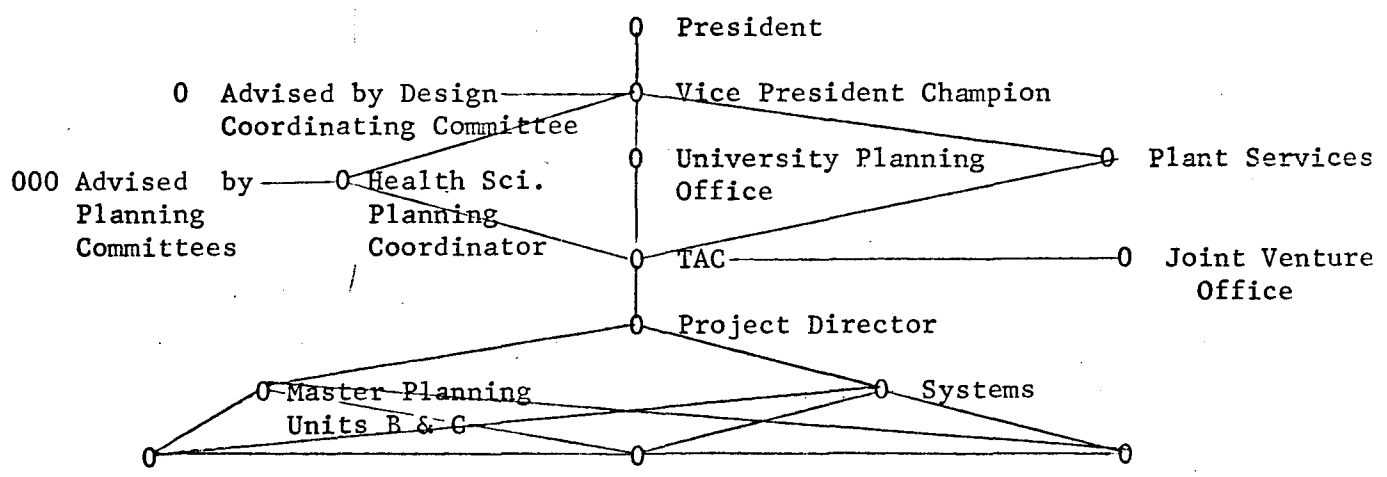 O President
O Advised by Design O Vice President Champion
Coordinating Committee
O University Planning O Plant Services
Office
000 Advised by O Health Sci.
Planning Planning
Committees Coordinator
O TAC O Joint Venture
Office
O Project Director
O Master Planning O Systems
Units B & G
O O O